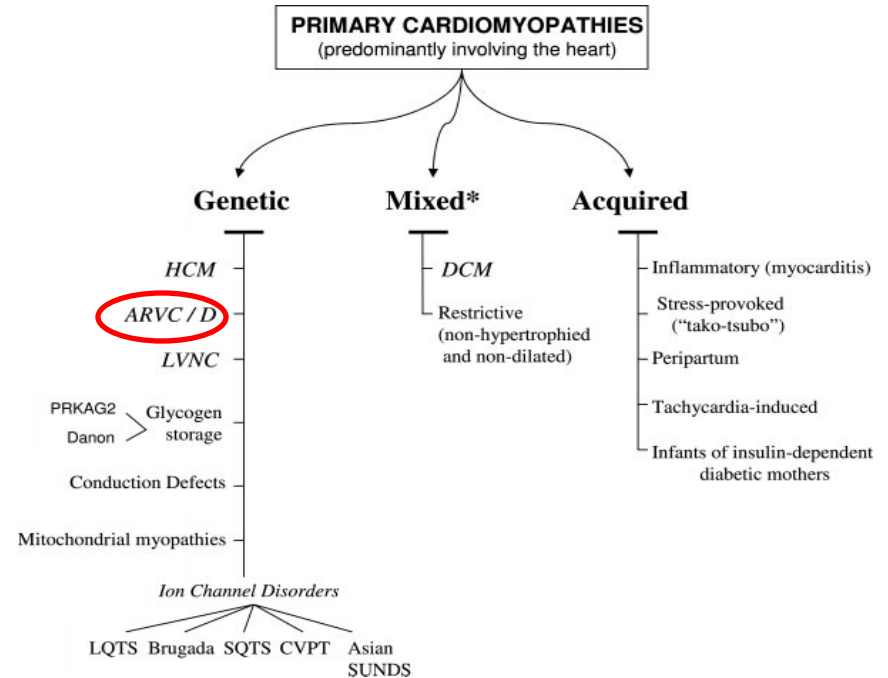 PRIMARY CARDIOMYOPATHIES
(predominantly involving the heart)
Genetic
HCM
ARVC / D
LVNC
PRKAG2
Danon
Glycogen
storage
Conduction Defects
Mitochondrial myopathies
Ion Channel Disorders
LQTS Brugada SQTS CVPT Asian
SUNDS
Mixed*
DCM
Restrictive
(non-hypertrophied
and non-dilated)
Acquired
Inflammatory (myocarditis)
Stress-provoked
(“tako-tsubo”)
Peripartum
Tachycardia-induced
Infants of insulin-dependent
diabetic mothers